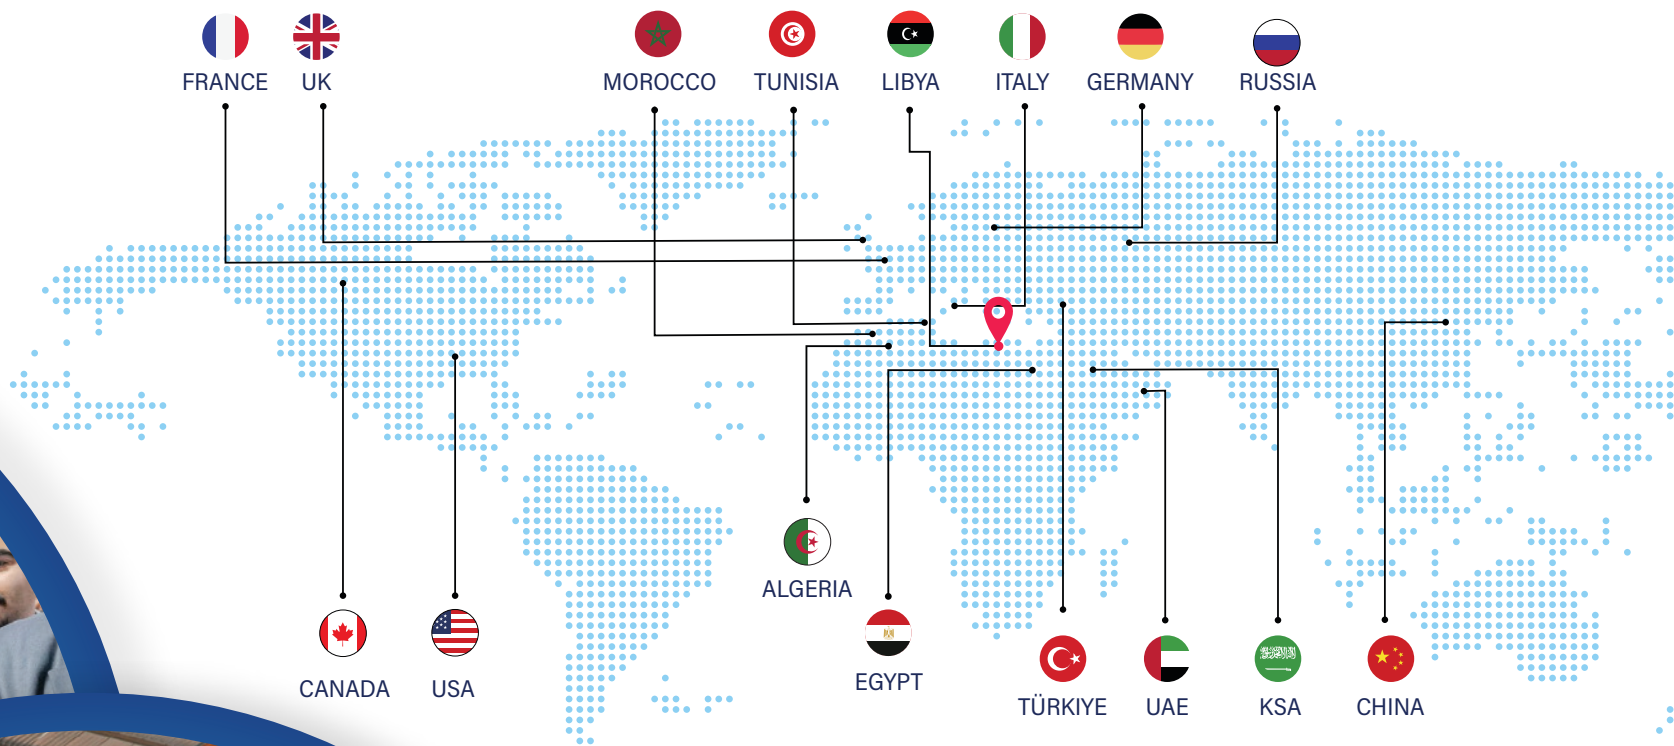 FRANCE
UK
MOROCCO
TUNISIA
LIBYA
ITALY
GERMANY
RUSSIA
ALGERIA
CANADA
USA
EGYPT
TÜRKIYE
UAE
KSA
CHINA